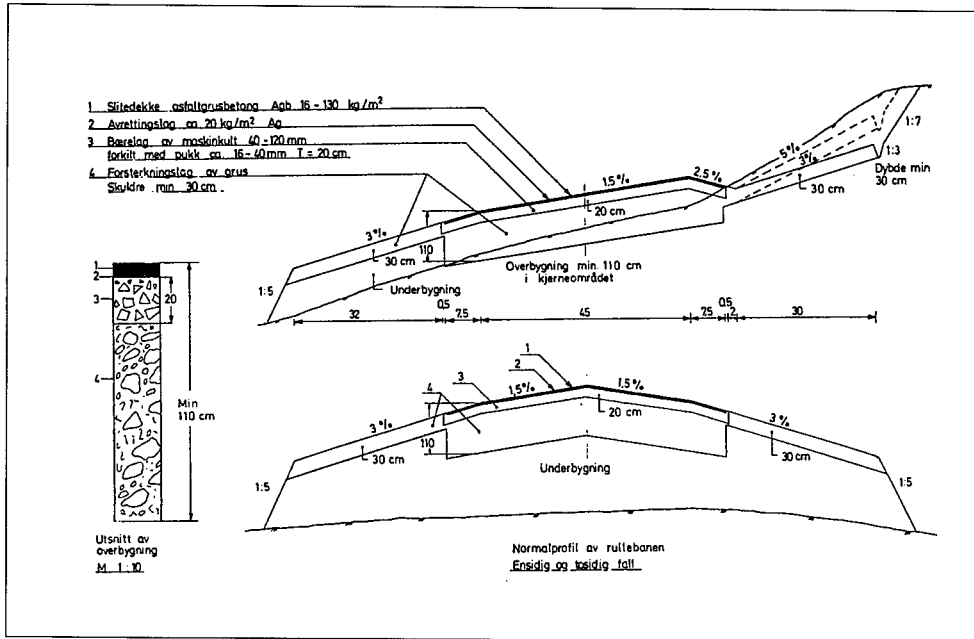 1 Slitedekke asfaltgrusbetong Agb 16-130 kg/m²
2 Avrettingslag ca 20 kg/m² Ag
3 Bærelag av maskinkult 40-120 mm
forkilt med pukk ca. 16-40 mm T = 20 cm
4 Forsterkningslag av grus
Skuldre min 30 cm.
1,5 %
2,5 %
5 %
3 %
1:7
1:3
Dybde min
30 cm
30 cm
20 cm
3 %
110
30 cm
Overbygning min. 110 cm
i kjerneområdet
1:5
Underbygning
32
0,5
7,5
45
7,5
0,5
2
30
1
2
3
20
4
Min
110 cm
Utsnitt av
overbygning
M 1:10
1
2
3
4
1,5 %
1,5 %
3 %
20 cm
3 %
110
30 cm
30 cm
Underbygning
1:5
1:5
Normalprofil av rullebanen
Ensidig og tosidig fall